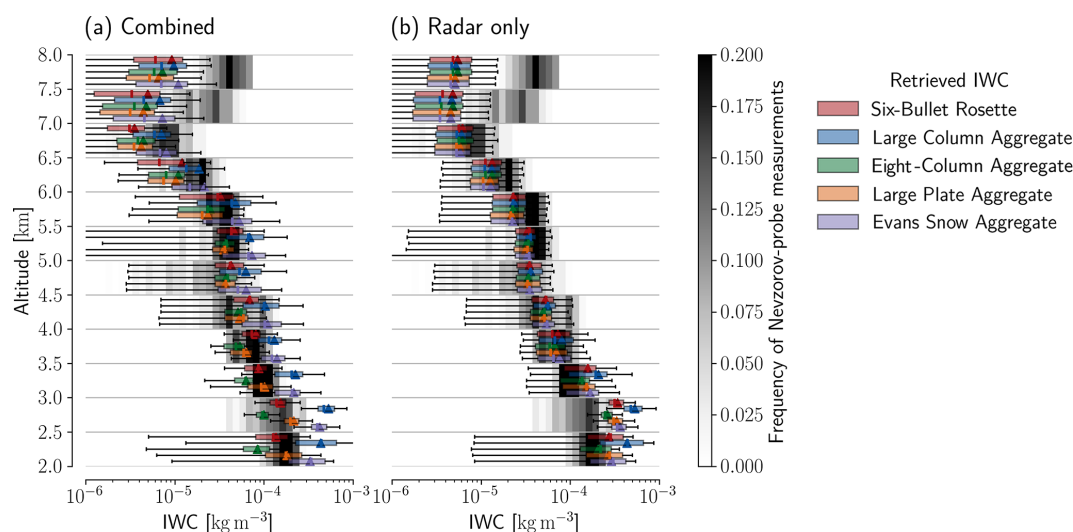 (a) Combined
(b) Radar only
8.0
7.5
7.0
6.5
6.0
5.5
5.0
4.5
4.0
3.5
3.0
2.5
2.0
Altitude [km]
10⁻⁶ 10⁻⁵ 10⁻⁴ 10⁻³
IWC [kg m⁻³]
10⁻⁶ 10⁻⁵ 10⁻⁴ 10⁻³
IWC [kg m⁻³]
0.200
0.175
0.150
0.125
0.100
0.075
0.050
0.025
0.000
Frequency of Nevzorov-probe measurements
Retrieved IWC
Six-Bullet Rosette
Large Column Aggregate
Eight-Column Aggregate
Large Plate Aggregate
Evans Snow Aggregate